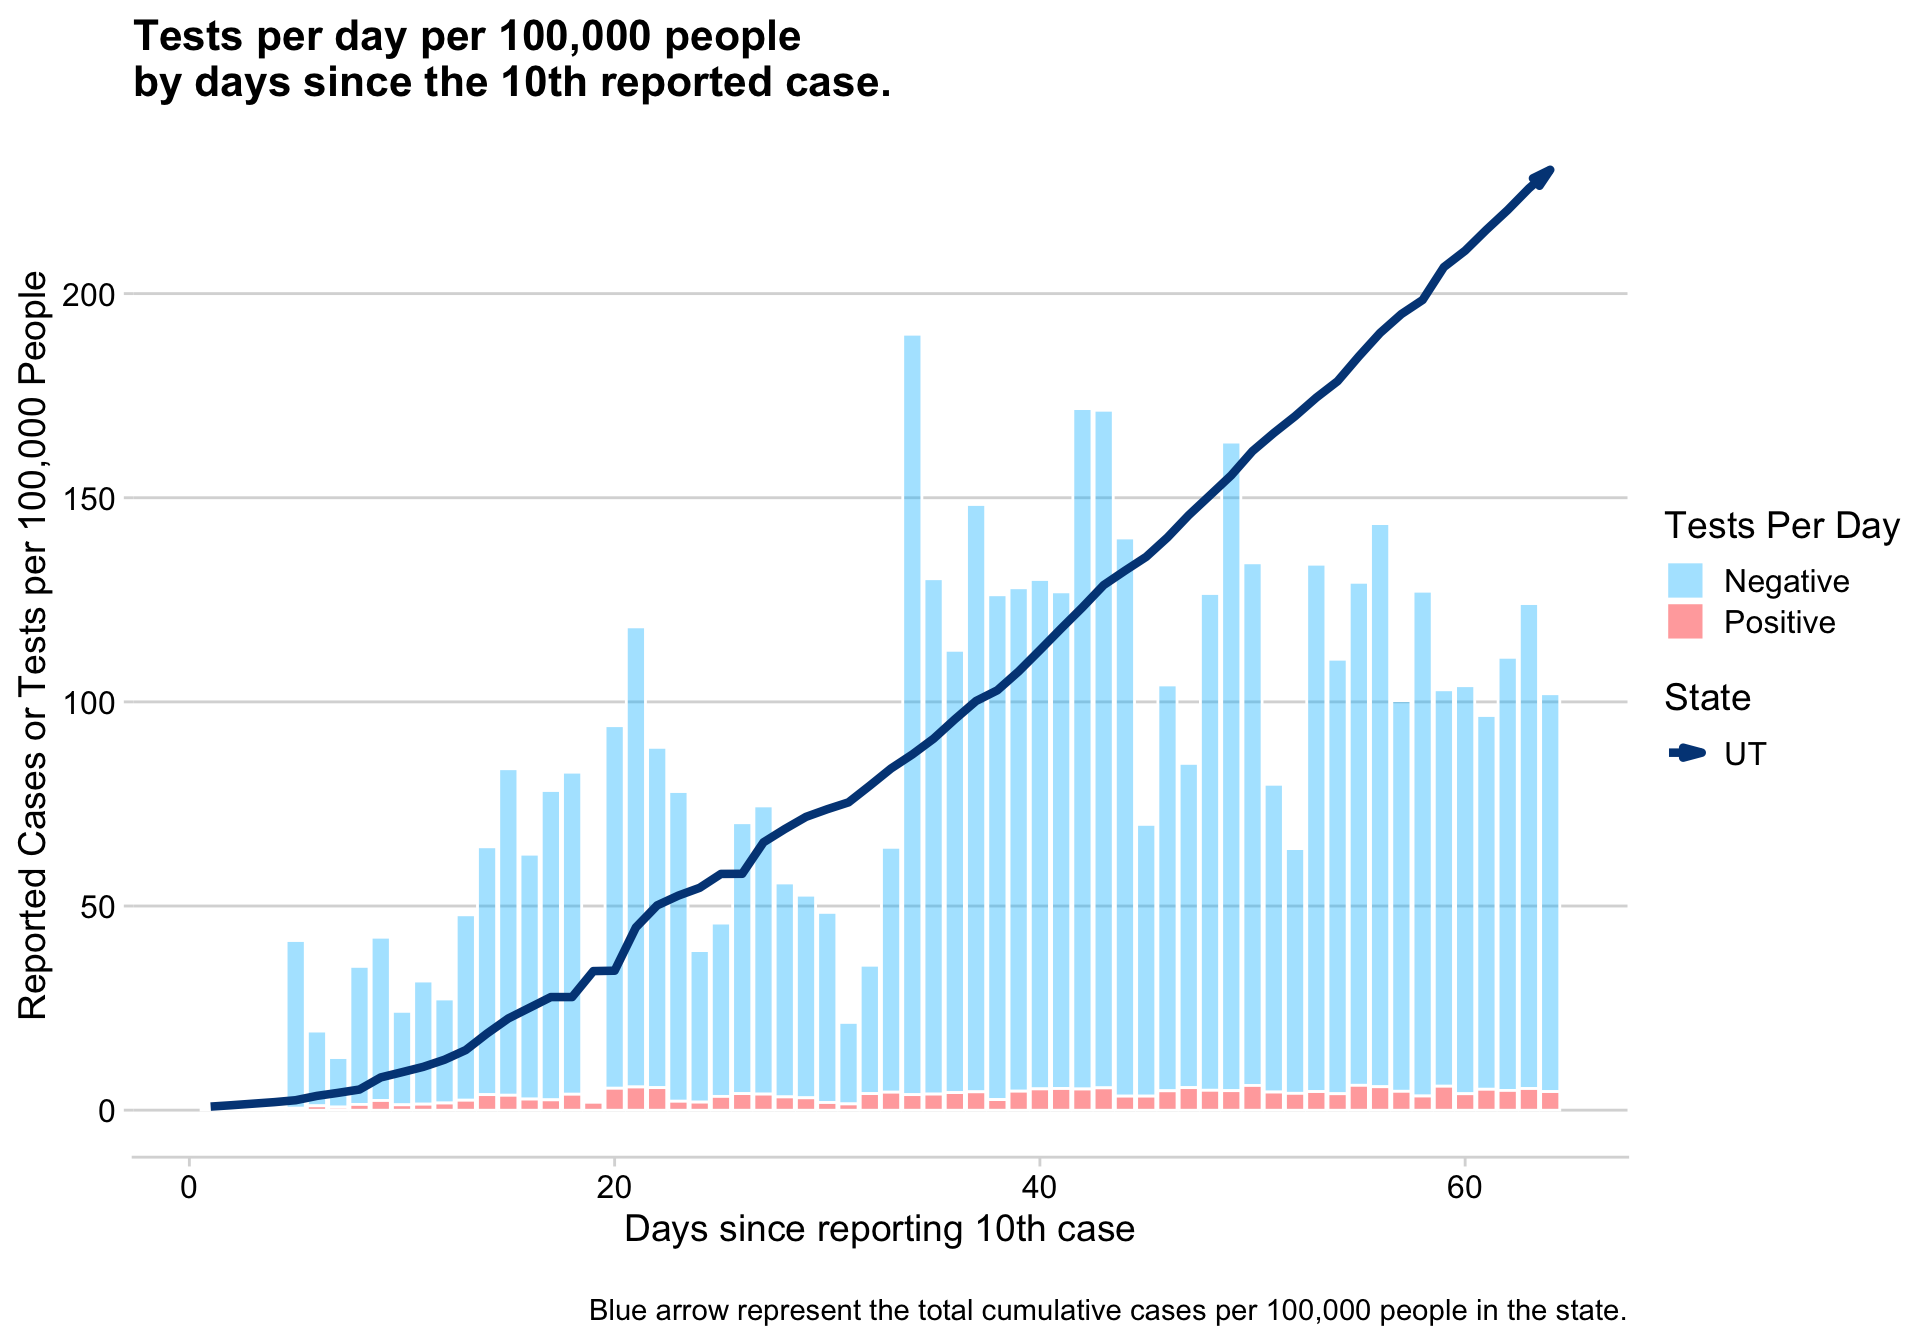 Tests per day per 100,000 people
by days since the 10th reported case.
Reported Cases or Tests per 100,000 People
200
150
100
50
0
0
20
40
60
Days since reporting 10th case
Tests Per Day
Negative
Positive
State
UT
Blue arrow represent the total cumulative cases per 100,000 people in the state.